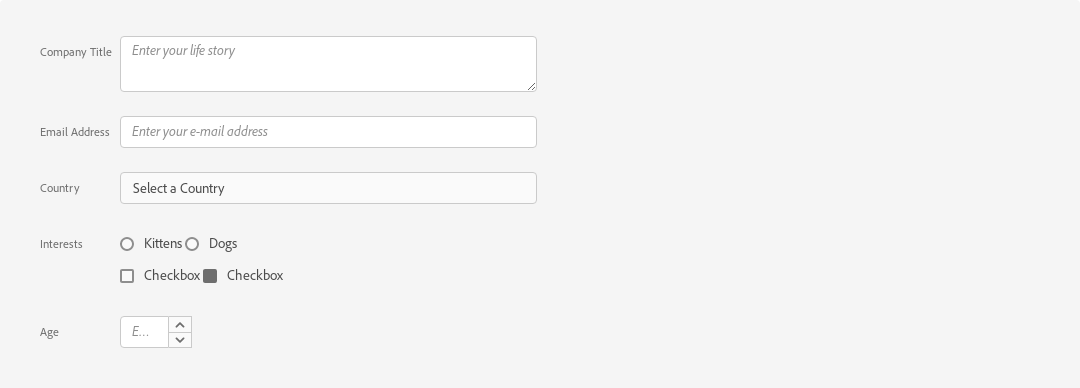 Company Title Enter your life story
Email Address Enter your e-mail address
Country Select a Country
Interests Kittens Dogs
Checkbox Checkbox
Age E...